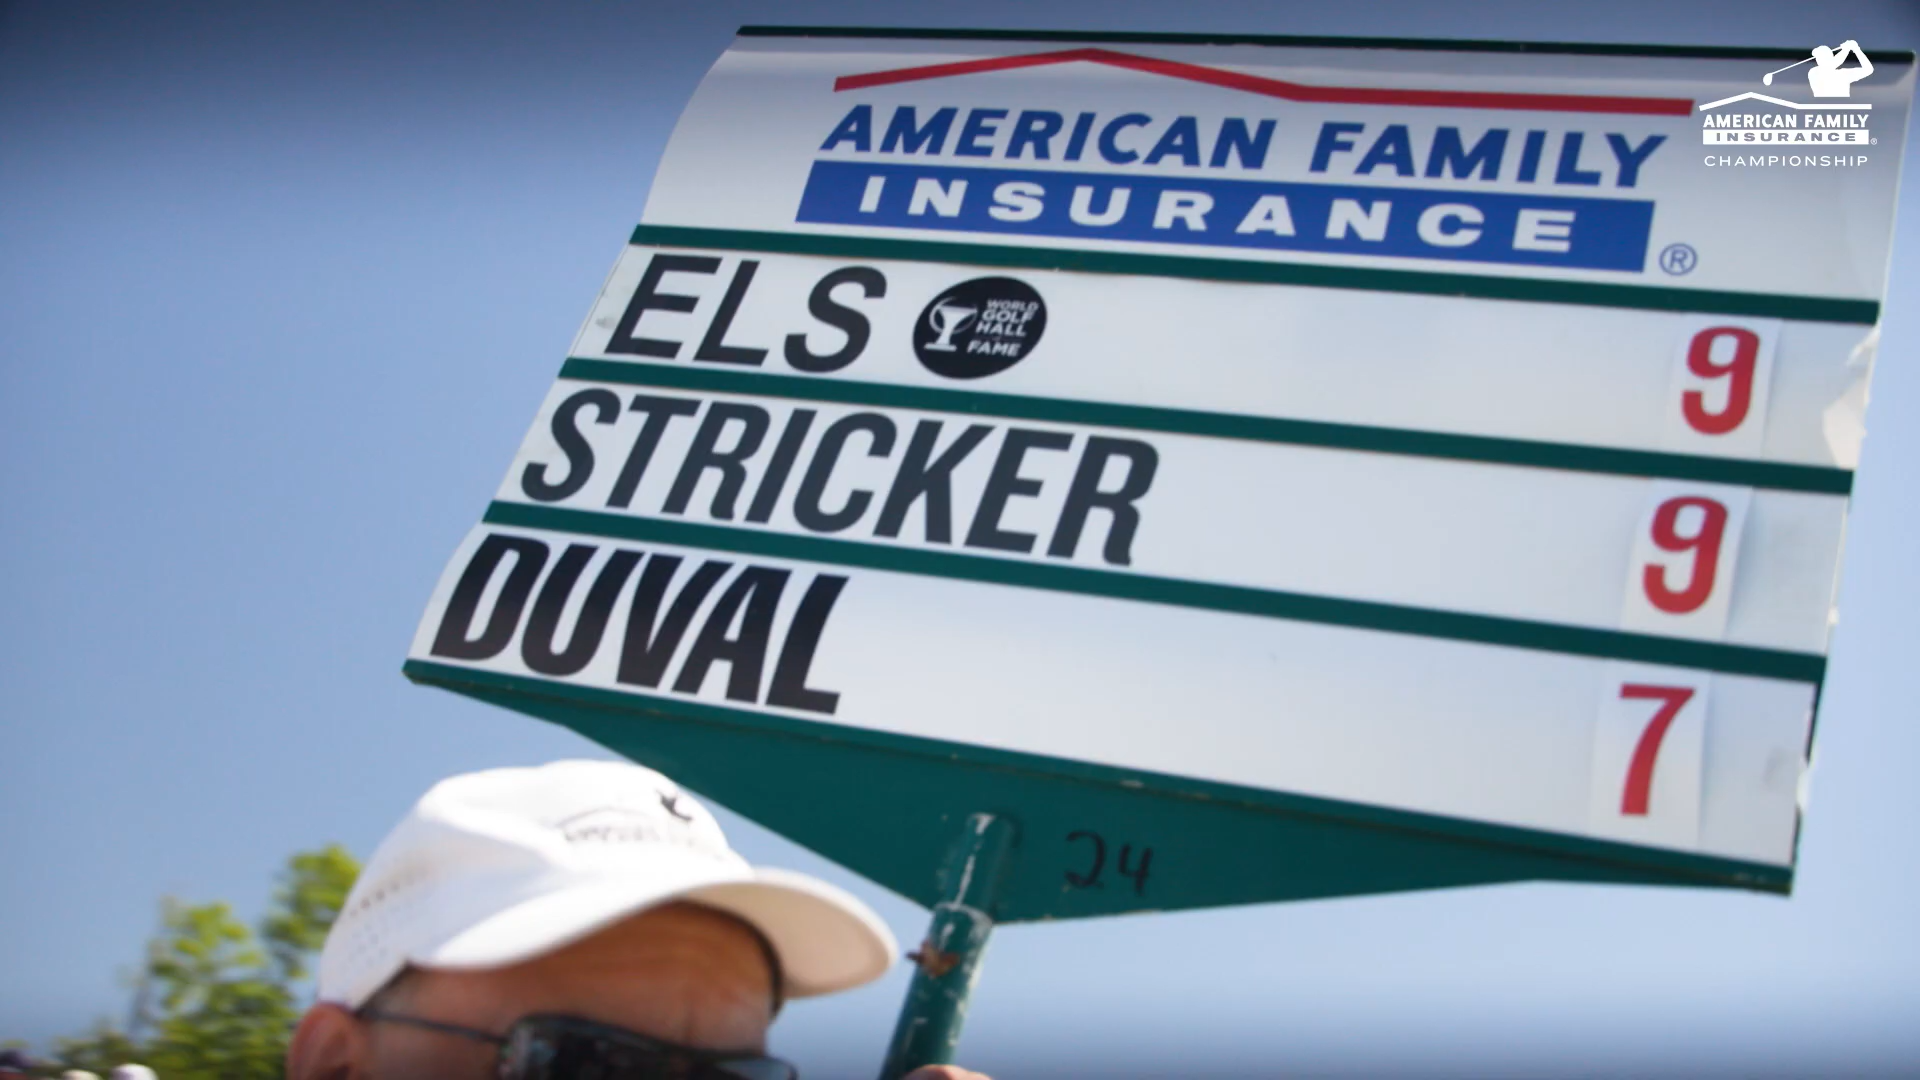 AMERICAN FAMILY
INSURANCE ®
ELS
WORLD
GOLF
HALL
FAME
9
STRICKER 9
DUVAL 7
24
AMERICAN FAMILY
INSURANCE ®
CHAMPIONSHIP